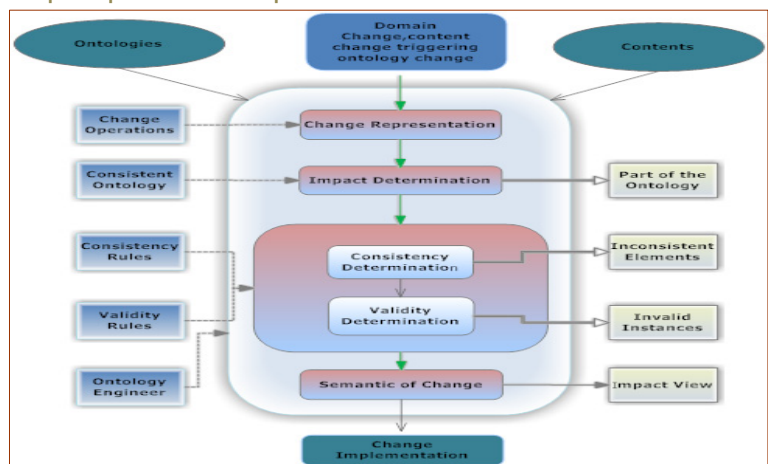 Domain
Change,content
change triggering
ontology change
Ontologies
Contents
Change
Operations
Change Representation
Consistent
Ontology
Impact Determination
Part of the
Ontology
Consistency
Rules
Consistency
Determination
Inconsistent
Elements
Validity
Rules
Validity
Determination
Invalid
Instances
Ontology
Engineer
Semantic of Change
Impact View
Change
Implementation